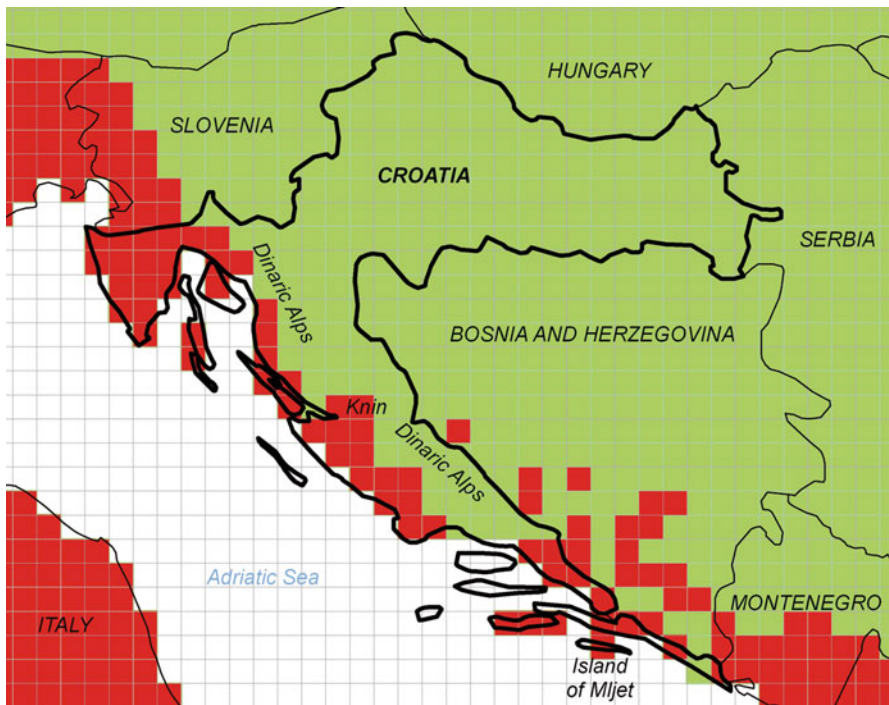 HUNGARY
SLOVENIA
CROATIA
SERBIA
Dinaric Alps
BOSNIA AND HERZEGOVINA
Knin
Dinaric Alps
Adriatic Sea
MONTENEGRO
ITALY
Island
of Mljet